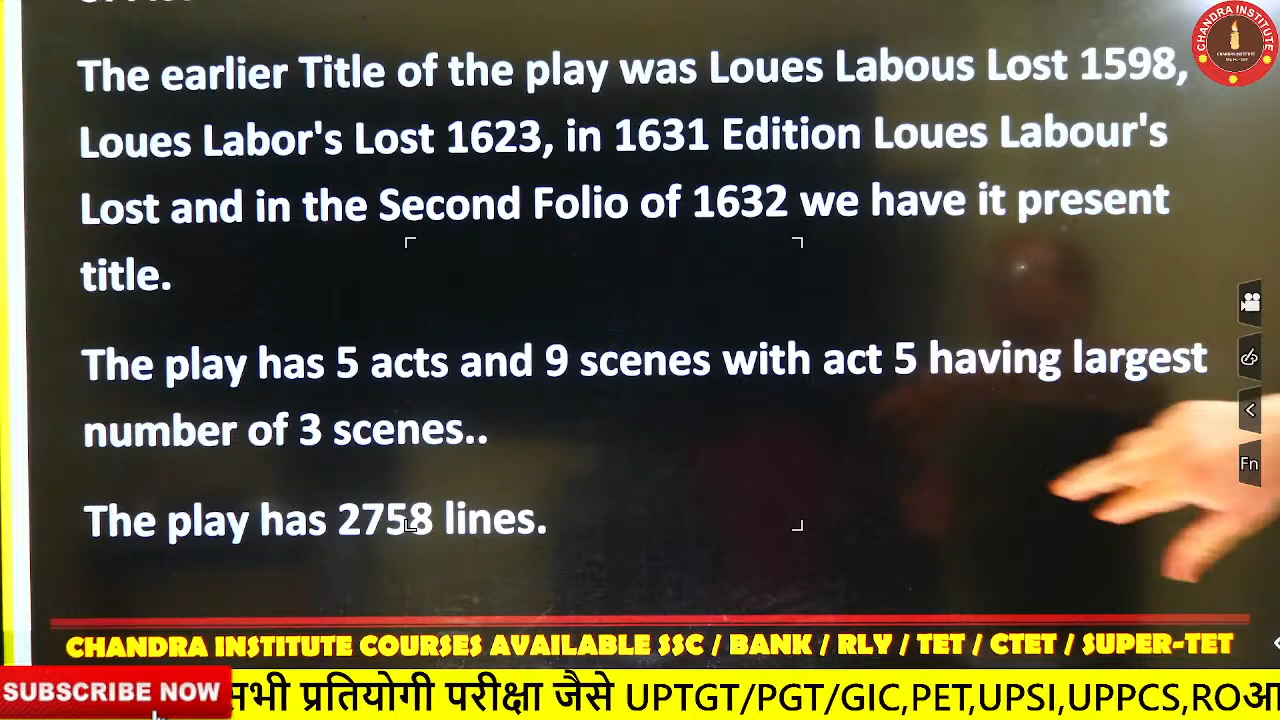 CHANDRA INSTITUTE
The earlier Title of the play was Loues Labous Lost 1598,
Loues Labor's Lost 1623, in 1631 Edition Loues Labour's
Lost and in the Second Folio of 1632 we have it present
title.
The play has 5 acts and 9 scenes with act 5 having largest
number of 3 scenes..
The play has 2758 lines.
Fn
CHANDRA INSTITUTE COURSES AVAILABLE SSC / BANK / RLY / TET / CTET / SUPER-TET
SUBSCRIBE NOW सभी प्रतियोगी परीक्षा जैसे UPTGT/PGT/GIC,PET,UPSI,UPPCS,RO